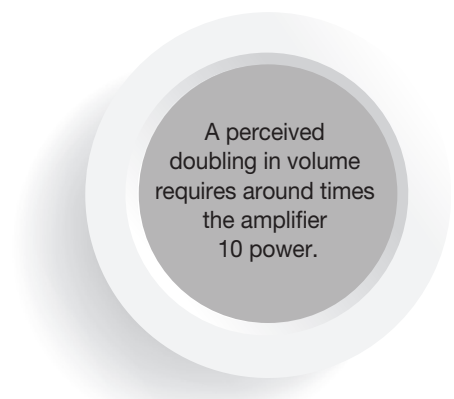 A perceived
doubling in volume
requires around times
the amplifier
10 power.